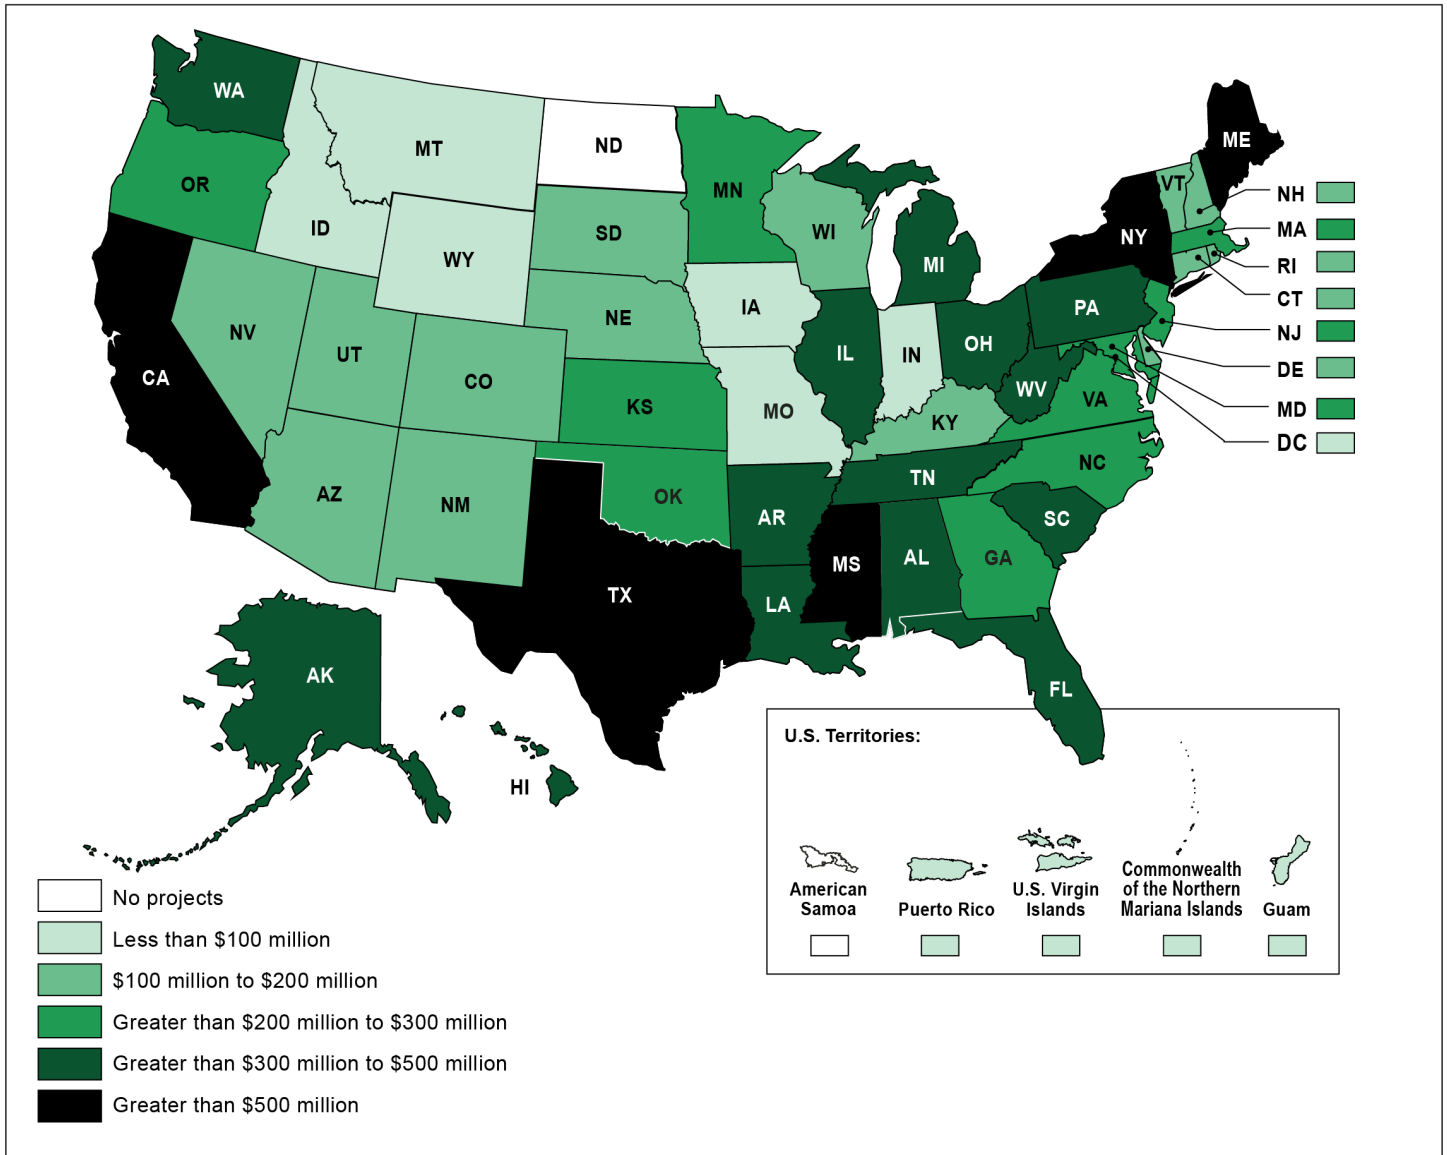 WA
MT
ND
ME
OR
MN
VT
NH
ID
SD
WI
MA
NY
WY
MI
RI
CT
IA
PA
NE
NV
NJ
UT
IL
IN
OH
DE
CA
CO
WV
VA
KS
MO
KY
MD
DC
NC
AZ
NM
OK
TN
AR
SC
MS
AL
GA
TX
LA
AK
FL
HI
U.S. Territories:
American
Samoa
Puerto Rico
U.S. Virgin
Islands
Commonwealth
of the Northern
Mariana Islands
Guam
No projects
Less than $100 million
$100 million to $200 million
Greater than $200 million to $300 million
Greater than $300 million to $500 million
Greater than $500 million